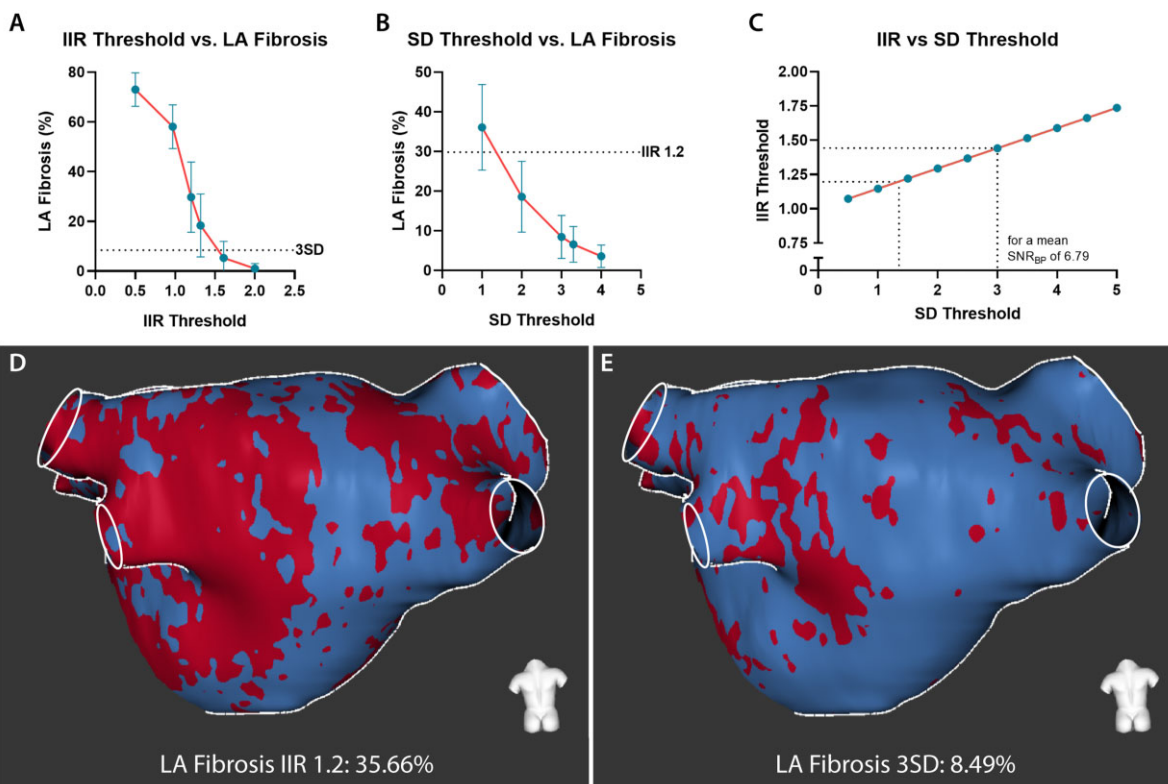 A
IIR Threshold vs. LA Fibrosis
LA Fibrosis (%)
80
60
40
20
0
3SD
0.0 0.5 1.0 1.5 2.0 2.5
IIR Threshold
B
SD Threshold vs. LA Fibrosis
LA Fibrosis (%)
50
40
30
20
10
0
IIR 1.2
0 1 2 3 4 5
SD Threshold
C
IIR vs SD Threshold
IIR Threshold
2.00
1.75
1.50
1.25
1.00
0.75
0
for a mean
SNRBP of 6.79
0 1 2 3 4 5
SD Threshold
D
LA Fibrosis IIR 1.2: 35.66%
E
LA Fibrosis 3SD: 8.49%